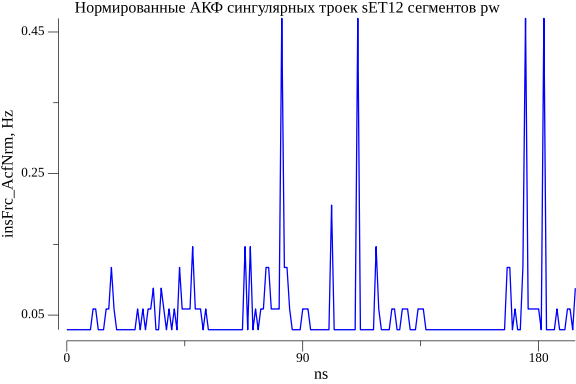 Нормированные АКФ сингулярных троек sET12 сегментов pw
insFrc_AcfNrm, Hz
0.45
0.25
0.05
0
90
180
ns